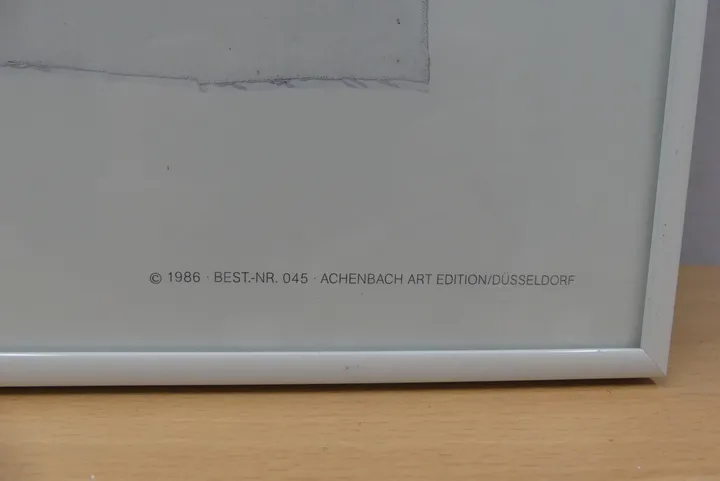 © 1986 · BEST.-NR. 045 · ACHENBACH ART EDITION/DÜSSELDORF